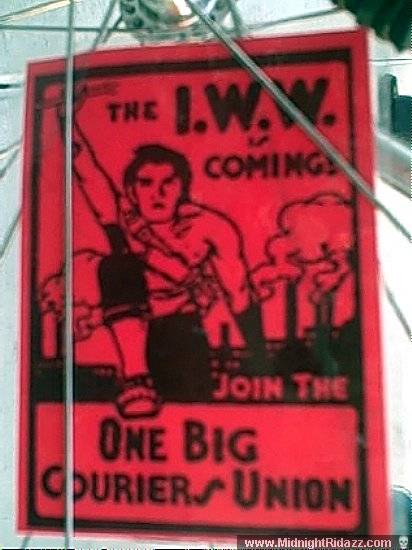 THE I.W.W.
is
COMING!
JOIN THE
ONE BIG
COURIERS UNION
www.MidnightRidazz.com